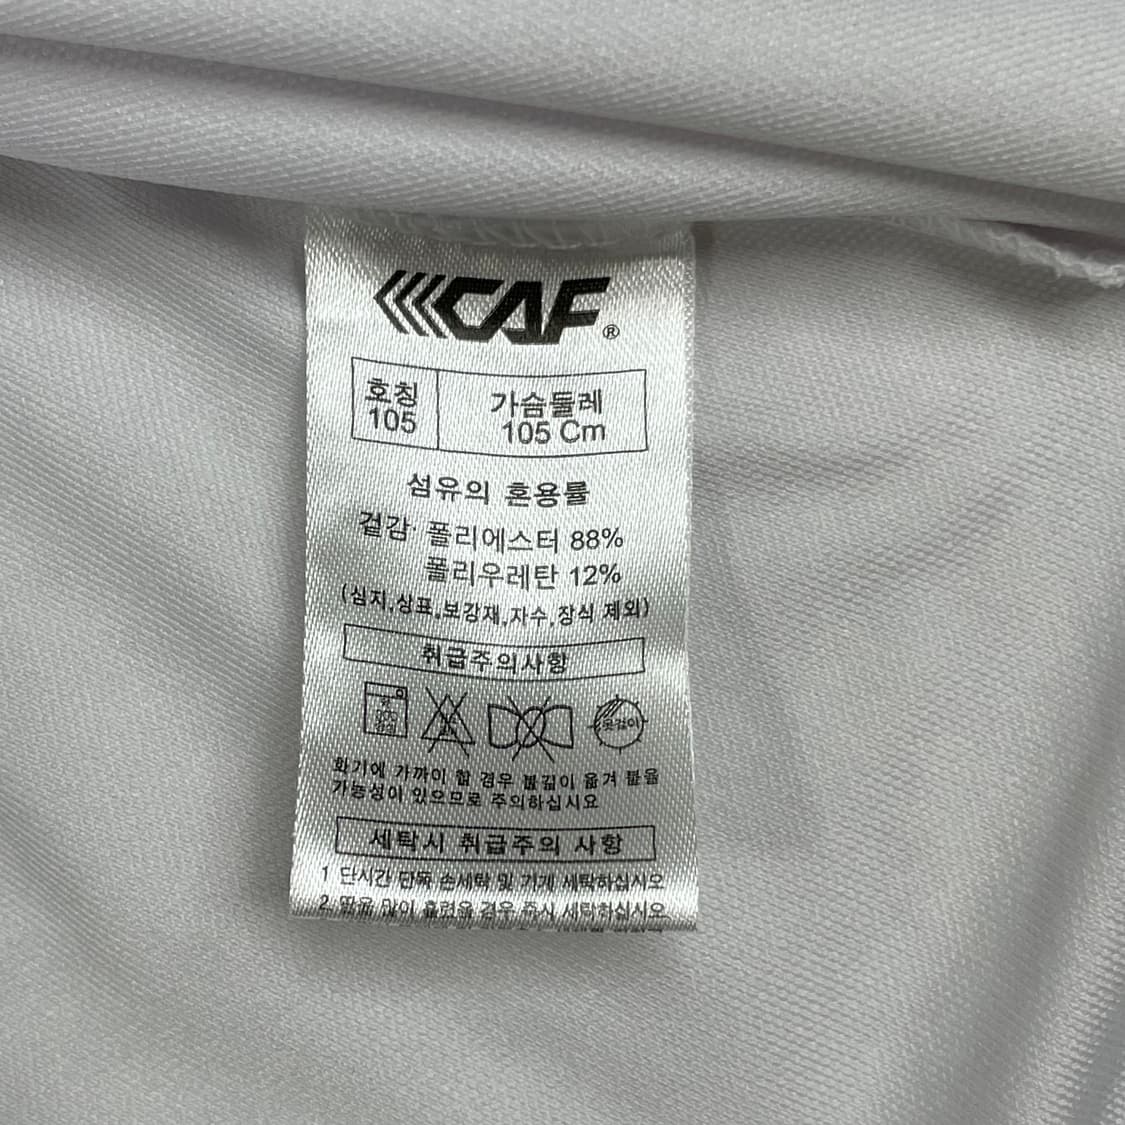 CAF®
호칭 가슴둘레
105 105 Cm
섬유의 혼용률
겉감: 폴리에스터 88%
폴리우레탄 12%
(심지,상표,보강재,자수,장식 제외)
취급주의사항
옷걸이
화기에 가까이 할 경우 불길이 옮겨 붙을
가능성이 있으므로 주의하십시요
세탁시 취급주의 사항
1 단시간 단독 손세탁 및 기계 세탁하십시오
2 땀을 많이 흘렸을 경우 즉시 세탁하십시오